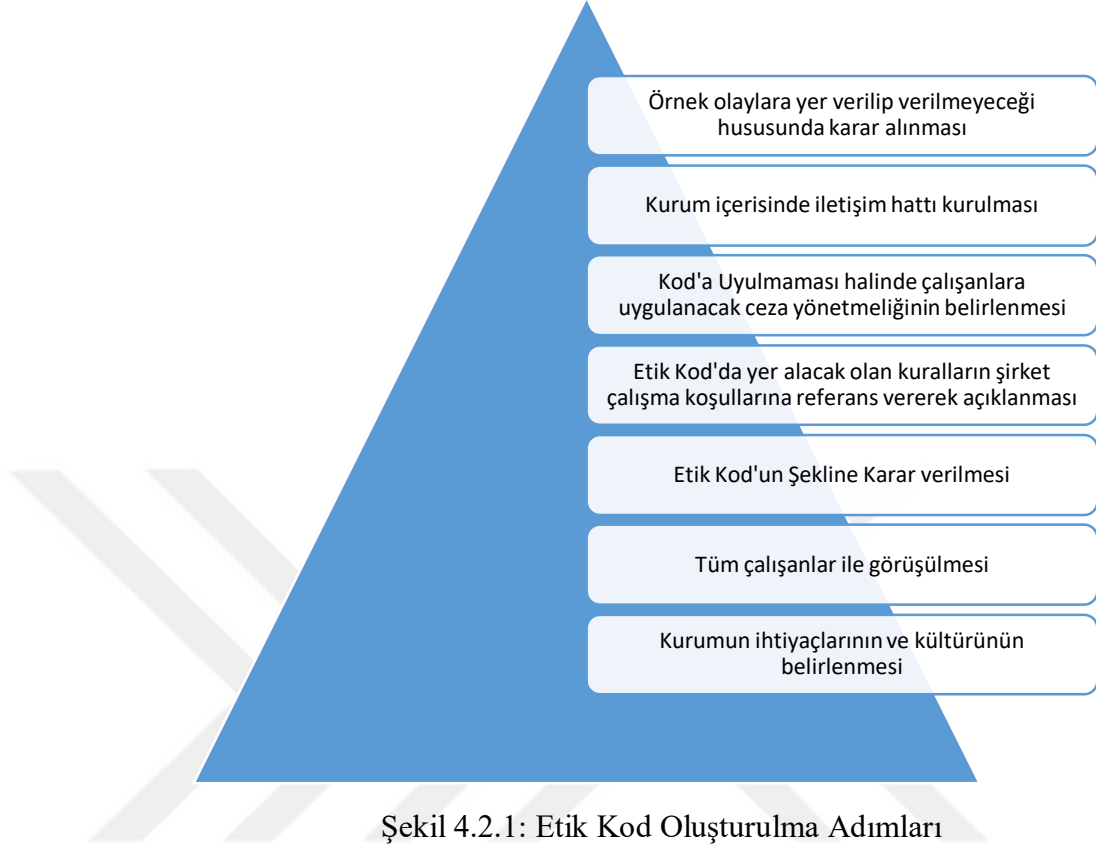 Örnek olaylara yer verilip verilmeyeceği
hususunda karar alınması
Kurum içerisinde iletişim hattı kurulması
Kod'a Uyulmaması halinde çalışanlara
uygulanacak ceza yönetmeliğinin belirlenmesi
Etik Kod'da yer alacak olan kuralların şirket
çalışma koşullarına referans vererek açıklanması
Etik Kod'un Şekline Karar verilmesi
Tüm çalışanlar ile görüşülmesi
Kurumun ihtiyaçlarının ve kültürünün
belirlenmesi
Şekil 4.2.1: Etik Kod Oluşturulma Adımları